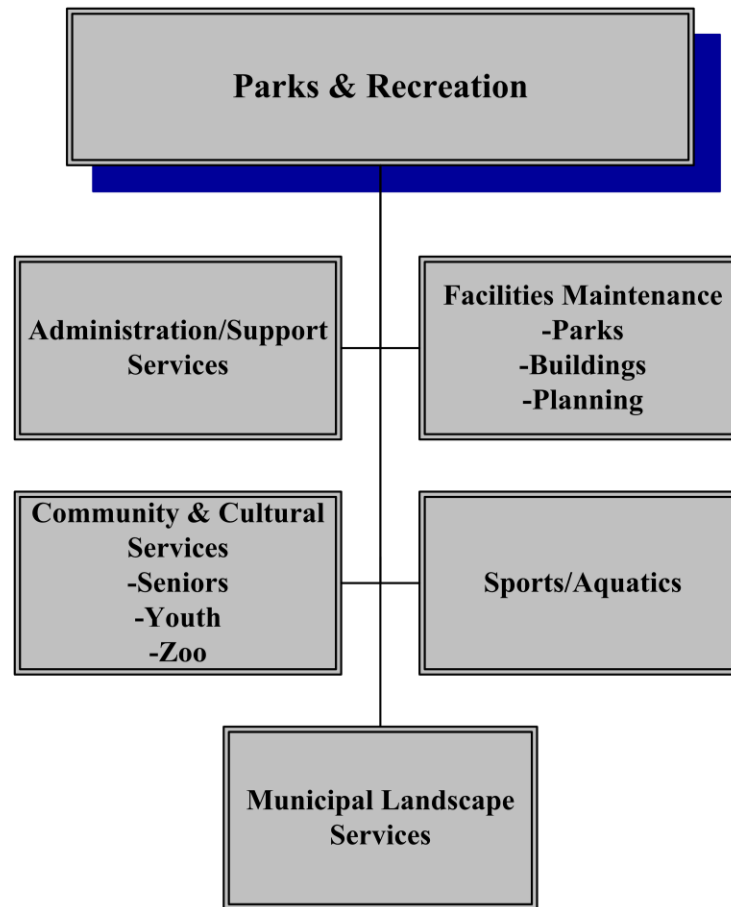 Parks & Recreation
Administration/Support
Services
Facilities Maintenance
-Parks
-Buildings
-Planning
Community & Cultural
Services
-Seniors
-Youth
-Zoo
Sports/Aquatics
Municipal Landscape
Services